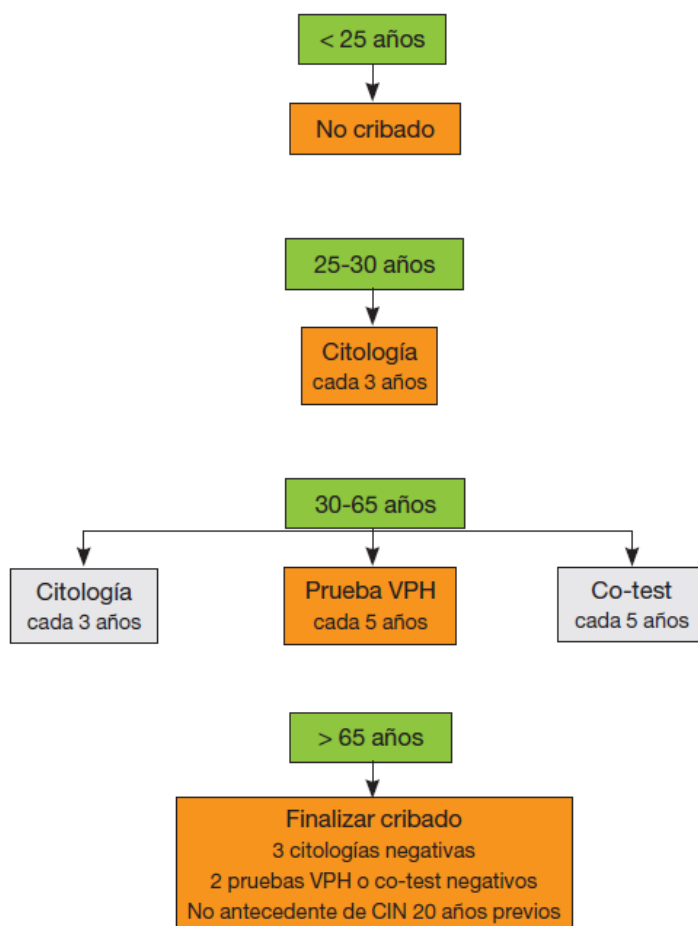 < 25 años
No cribado
25-30 años
Citología
cada 3 años
30-65 años
Citología
cada 3 años
Prueba VPH
cada 5 años
Co-test
cada 5 años
> 65 años
Finalizar cribado
3 citologías negativas
2 pruebas VPH o co-test negativos
No antecedente de CIN 20 años previos